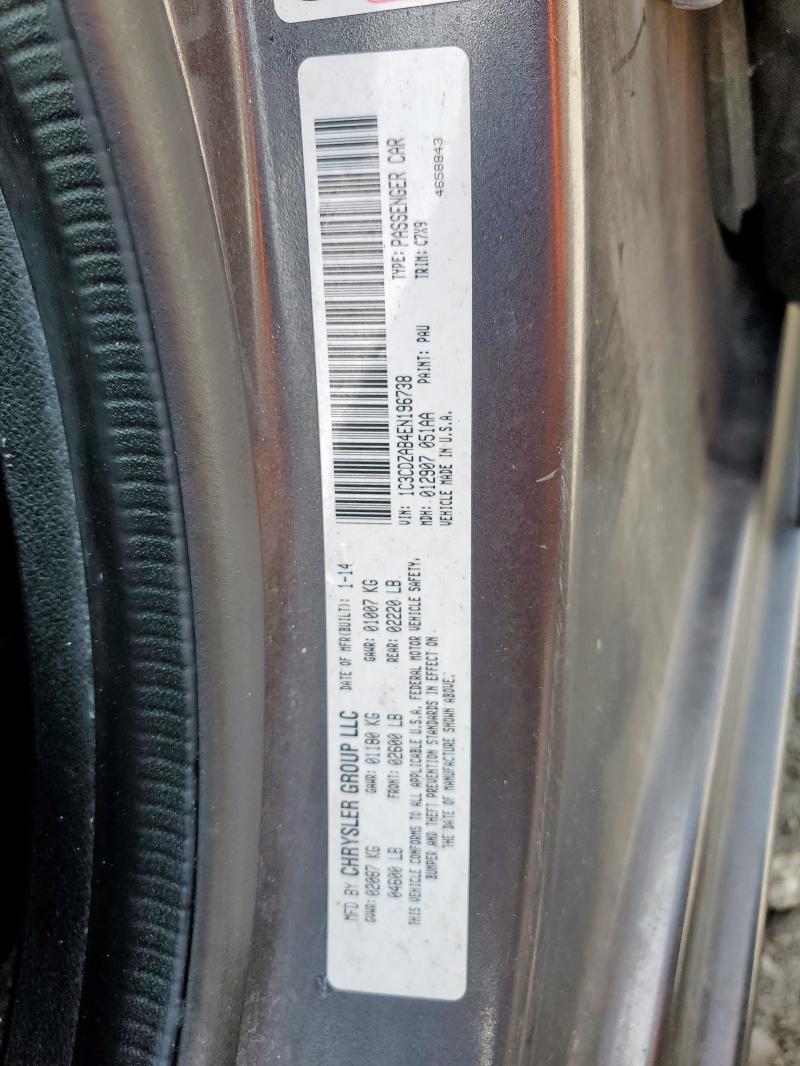 MFD BY CHRYSLER GROUP LLC DATE OF MFR(BUILT): 1-14
GVWR: 02067 KG GAWR: 01180 KG GAWR: 01007 KG
04600 LB FRONT: 02600 LB REAR: 02220 LB
THIS VEHICLE CONFORMS TO ALL APPLICABLE U.S.A. FEDERAL MOTOR VEHICLE SAFETY,
BUMPER AND THEFT PREVENTION STANDARDS IN EFFECT ON
THE DATE OF MANUFACTURE SHOWN ABOVE.
VIN: 1C3CDZAB4EN196738 TYPE: PASSENGER CAR
MDH: 012907 051AA PAINT: PAU TRIM: C7X9
VEHICLE MADE IN U.S.A. 4658843